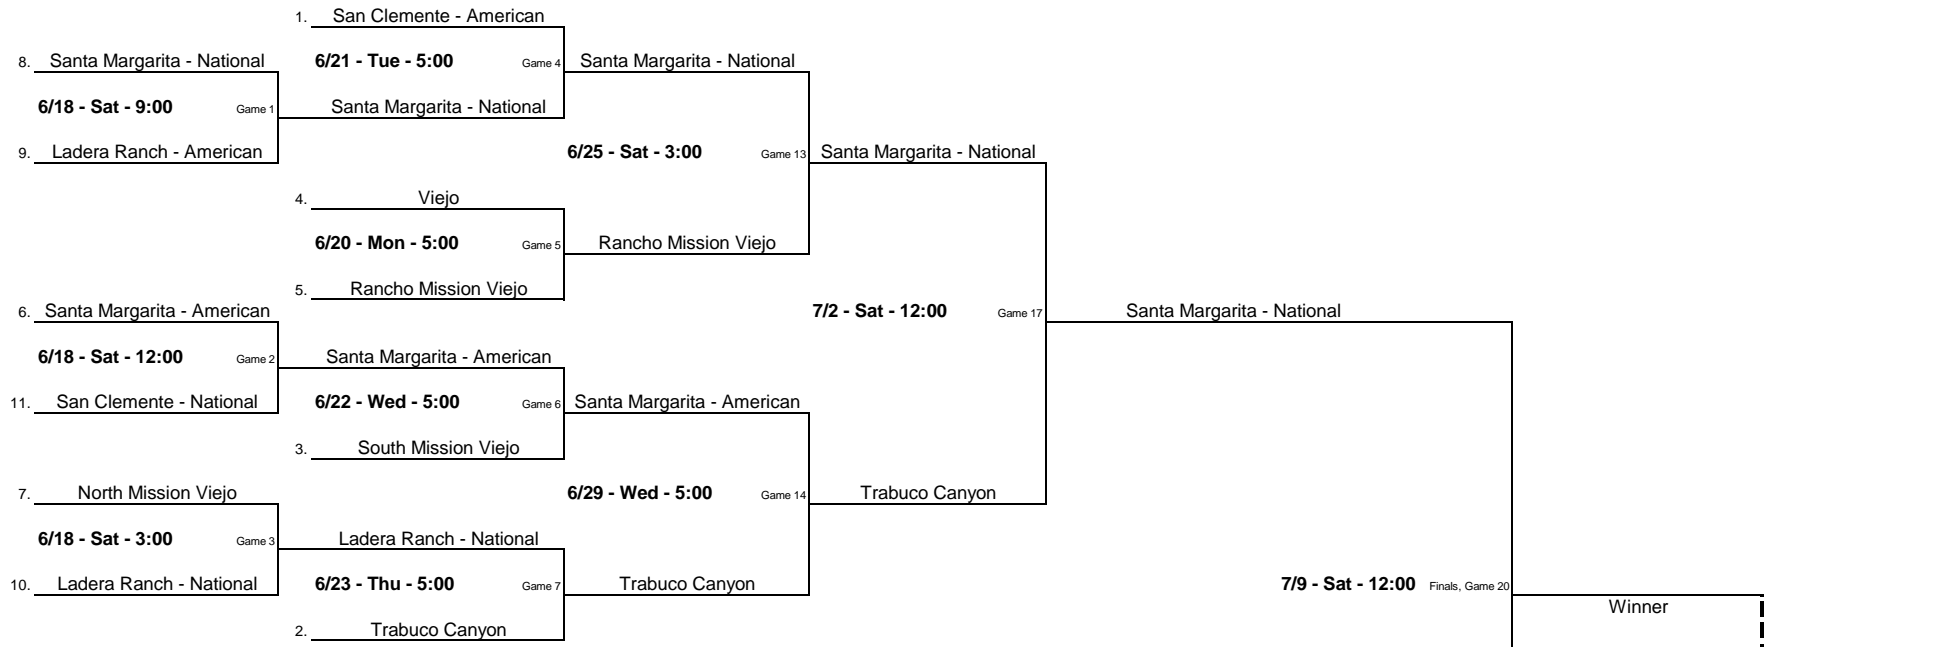 1. San Clemente - American
8. Santa Margarita - National 6/21 - Tue - 5:00 Game 4 Santa Margarita - National
6/18 - Sat - 9:00 Game 1 Santa Margarita - National
9. Ladera Ranch - American 6/25 - Sat - 3:00 Game 13 Santa Margarita - National
4. Viejo
6/20 - Mon - 5:00 Game 5 Rancho Mission Viejo
5. Rancho Mission Viejo
6. Santa Margarita - American 7/2 - Sat - 12:00 Game 17 Santa Margarita - National
6/18 - Sat - 12:00 Game 2 Santa Margarita - American
11. San Clemente - National 6/22 - Wed - 5:00 Game 6 Santa Margarita - American
3. South Mission Viejo
7. North Mission Viejo 6/29 - Wed - 5:00 Game 14 Trabuco Canyon
6/18 - Sat - 3:00 Game 3 Ladera Ranch - National
10. Ladera Ranch - National 6/23 - Thu - 5:00 Game 7 Trabuco Canyon 7/9 - Sat - 12:00 Finals, Game 20
Winner
2. Trabuco Canyon